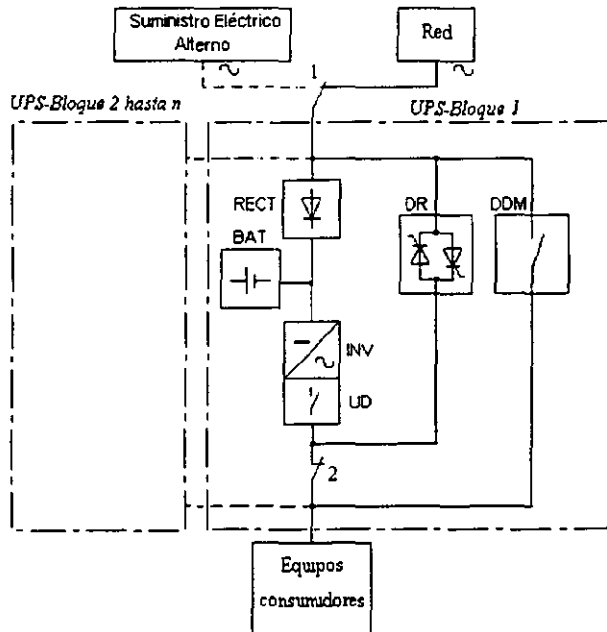 Suministro Eléctrico
Alterno
Red
1
UPS-Bloque 2 hasta n
UPS-Bloque 1
RECT
DR
DDM
BAT
INV
UD
2
Equipos
consumidores